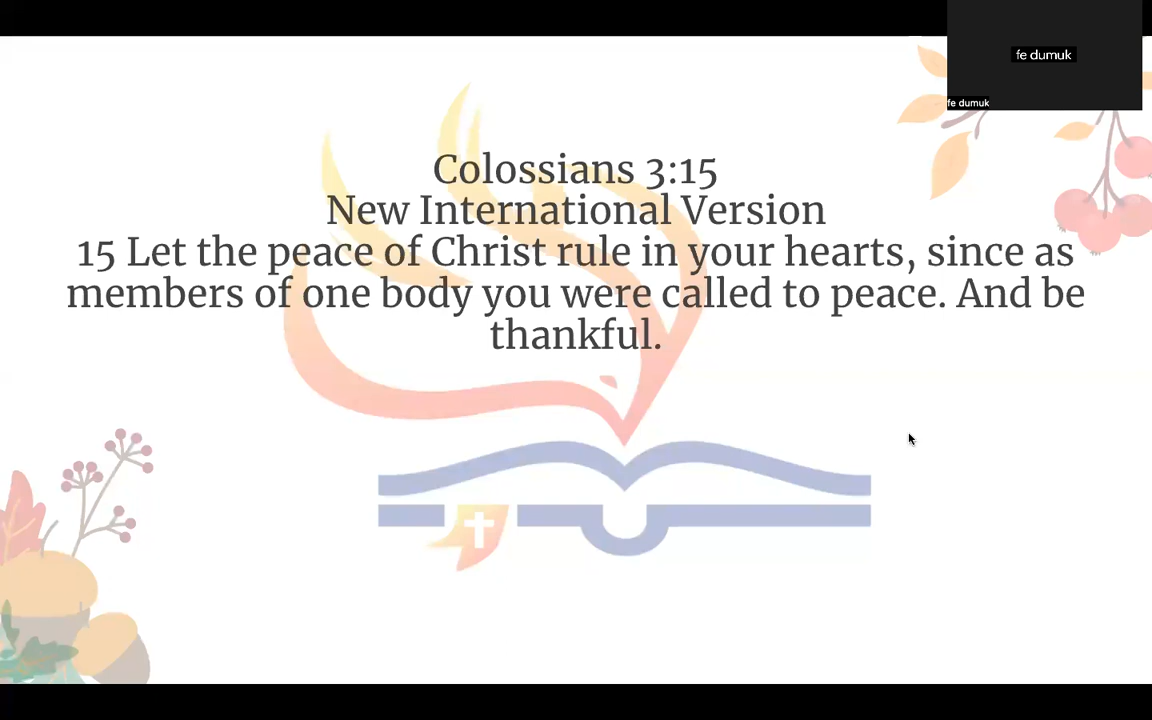 fe dumuk
fe dumuk
Colossians 3:15
New International Version
15 Let the peace of Christ rule in your hearts, since as
members of one body you were called to peace. And be
thankful.